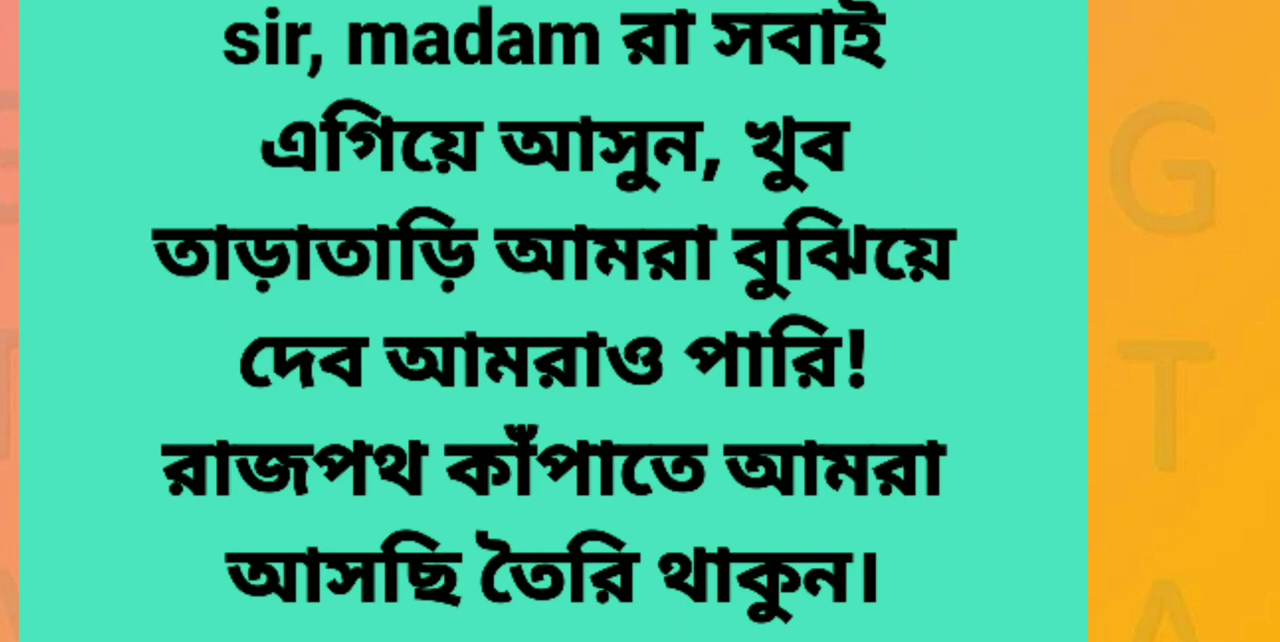 sir, madam রা সবাই
এগিয়ে আসুন, খুব
তাড়াতাড়ি আমরা বুঝিয়ে
দেব আমরাও পারি!
রাজপথ কাঁপাতে আমরা
আসছি তৈরি থাকুন।
G
T
A